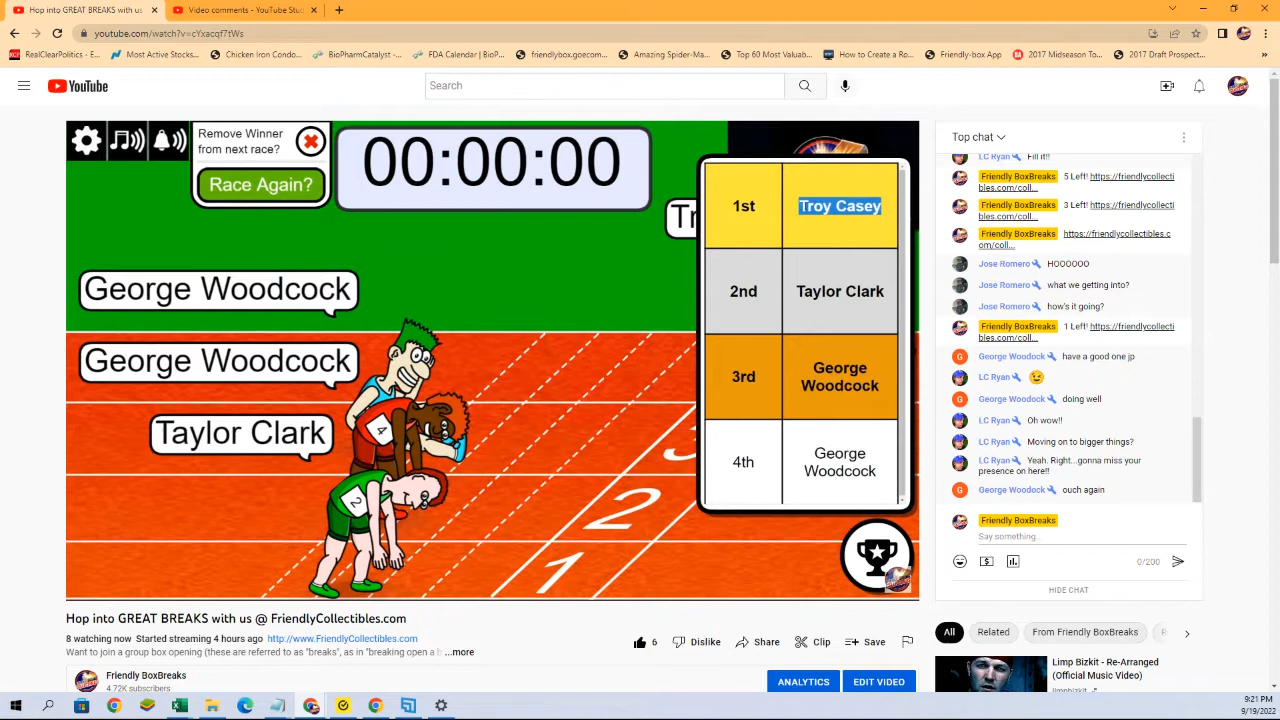 Hop into GREAT BREAKS with us
Video comments - YouTube Stud
youtube.com/watch?v=cYxacqf7tWs
RealClearPolitics - E...
Most Active Stocks...
Chicken Iron Condo...
BioPharmCatalyst -...
FDA Calendar | BioP...
friendlybox.goecom...
Amazing Spider-Ma...
Top 60 Most Valuab...
How to Create a Ro...
Friendly-box App
2017 Midseason To...
2017 Draft Prospect...
YouTube
Search
Remove Winner
from next race?
Race Again?
00:00:00
George Woodcock
George Woodcock
Taylor Clark
4
2
3
2
1
1st
Troy Casey
2nd
Taylor Clark
3rd
George
Woodcock
4th
George
Woodcock
Top chat
LC Ryan Fill it!!
Friendly BoxBreaks 5 Left! https://friendlycollecti
bles.com/coll...
Friendly BoxBreaks 3 Left! https://friendlycollecti
bles.com/coll...
Friendly BoxBreaks https://friendlycollectibles.c
om/coll...
Jose Romero HOOOOOO
Jose Romero what we getting into?
Jose Romero how's it going?
Friendly BoxBreaks 1 Left! https://friendlycollecti
bles.com/coll...
George Woodock have a good one jp
LC Ryan 😉
George Woodock doing well
LC Ryan Oh wow!!
LC Ryan Moving on to bigger things?
LC Ryan Yeah. Right...gonna miss your
presence on here!!
George Woodock ouch again
Friendly BoxBreaks
Say something...
0/200
HIDE CHAT
Hop into GREAT BREAKS with us @ FriendlyCollectibles.com
8 watching now Started streaming 4 hours ago http://www.FriendlyCollectibles.com
Want to join a group box opening (these are referred to as "breaks", as in "breaking open a b ...more
6
Dislike
Share
Clip
Save
Friendly BoxBreaks
4.72K subscribers
ANALYTICS
EDIT VIDEO
All
Related
From Friendly BoxBreaks
Limp Bizkit - Re-Arranged
(Official Music Video)
limpbizkit
9:21 PM
9/19/2022